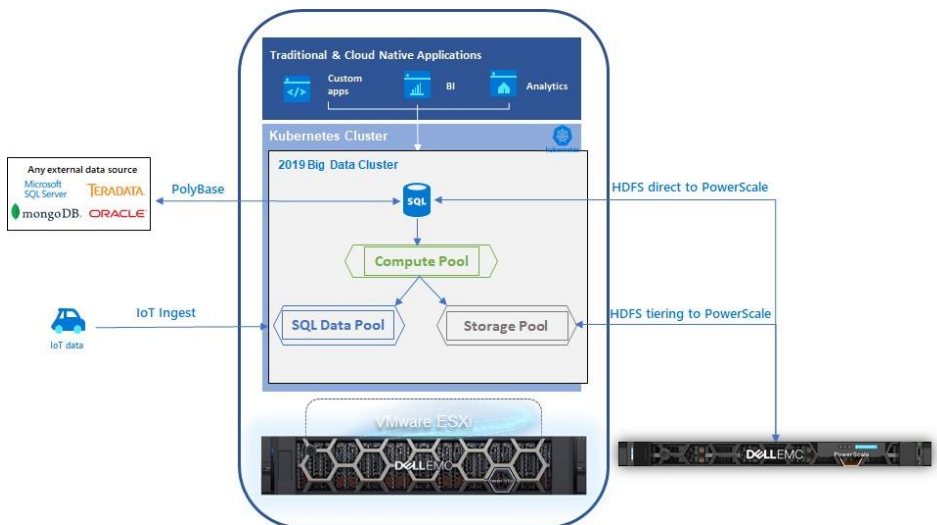 Traditional & Cloud Native Applications
Custom
apps
BI
Analytics
Kubernetes Cluster
kubernetes
2019 Big Data Cluster
Any external data source
Microsoft
SQL Server
TERADATA
mongoDB.
ORACLE
PolyBase
SQL
HDFS direct to PowerScale
Compute Pool
IoT Ingest
IoT data
SQL Data Pool
Storage Pool
HDFS tiering to PowerScale
VMware ESXi
DELLEMC
DELLEMC
PowerScale